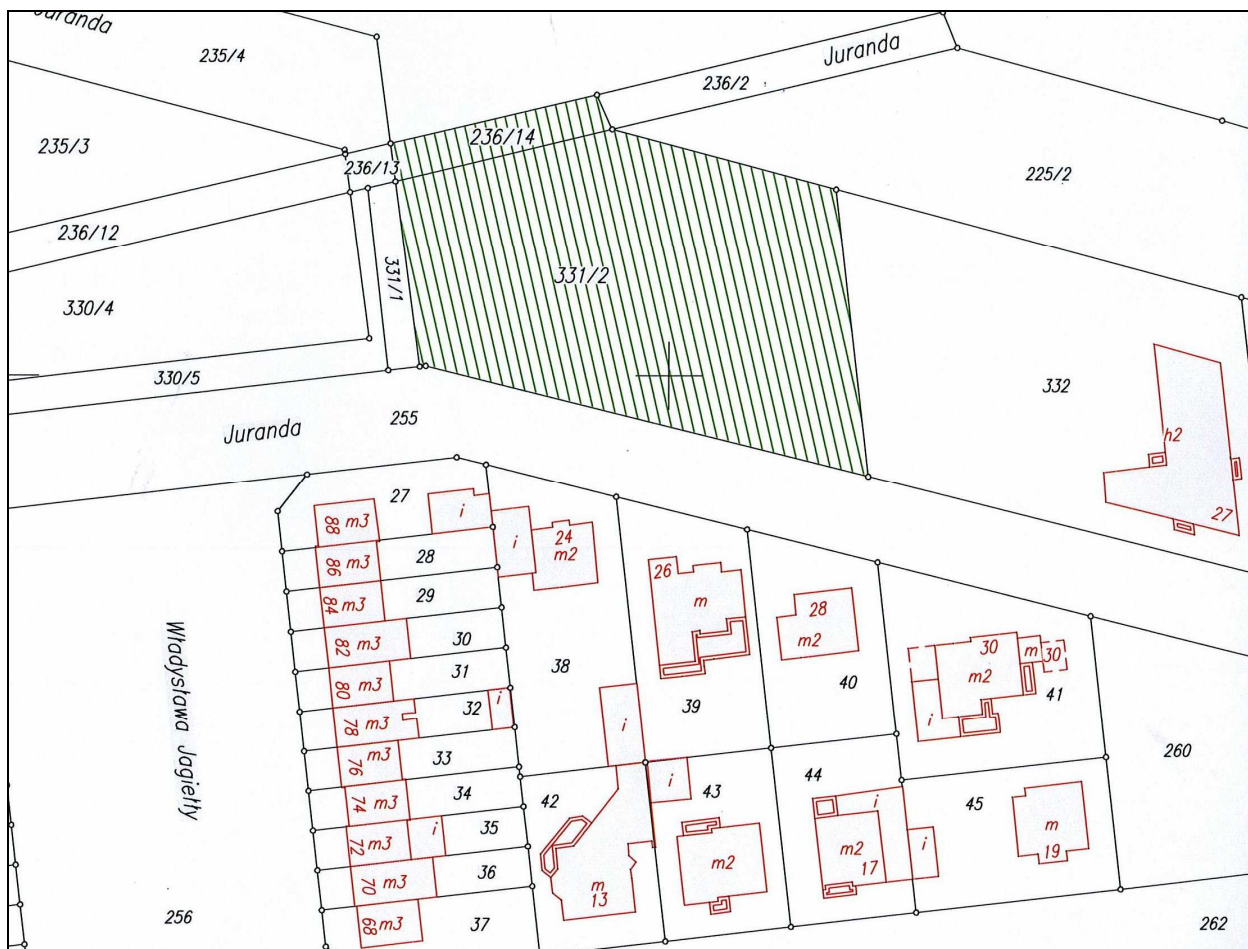 Juranda
235/4
Juranda
236/2
236/14
235/3
236/13
225/2
236/12
331/1
331/2
330/4
330/5
332
255
Juranda
h2
27
27
88 m3
i
24
m2
i
86 m3
28
84 m3
29
26
m
28
m2
82 m3
30
30
m2
m
30
80 m3
31
38
40
41
78 m3
32
i
i
39
i
Władysława Jagiełły
76
m3
33
260
74 m3
34
42
i
43
44
i
45
72 m3
i
35
m2
m2
17
i
m
19
70 m3
36
m
13
256
68 m3
37
262